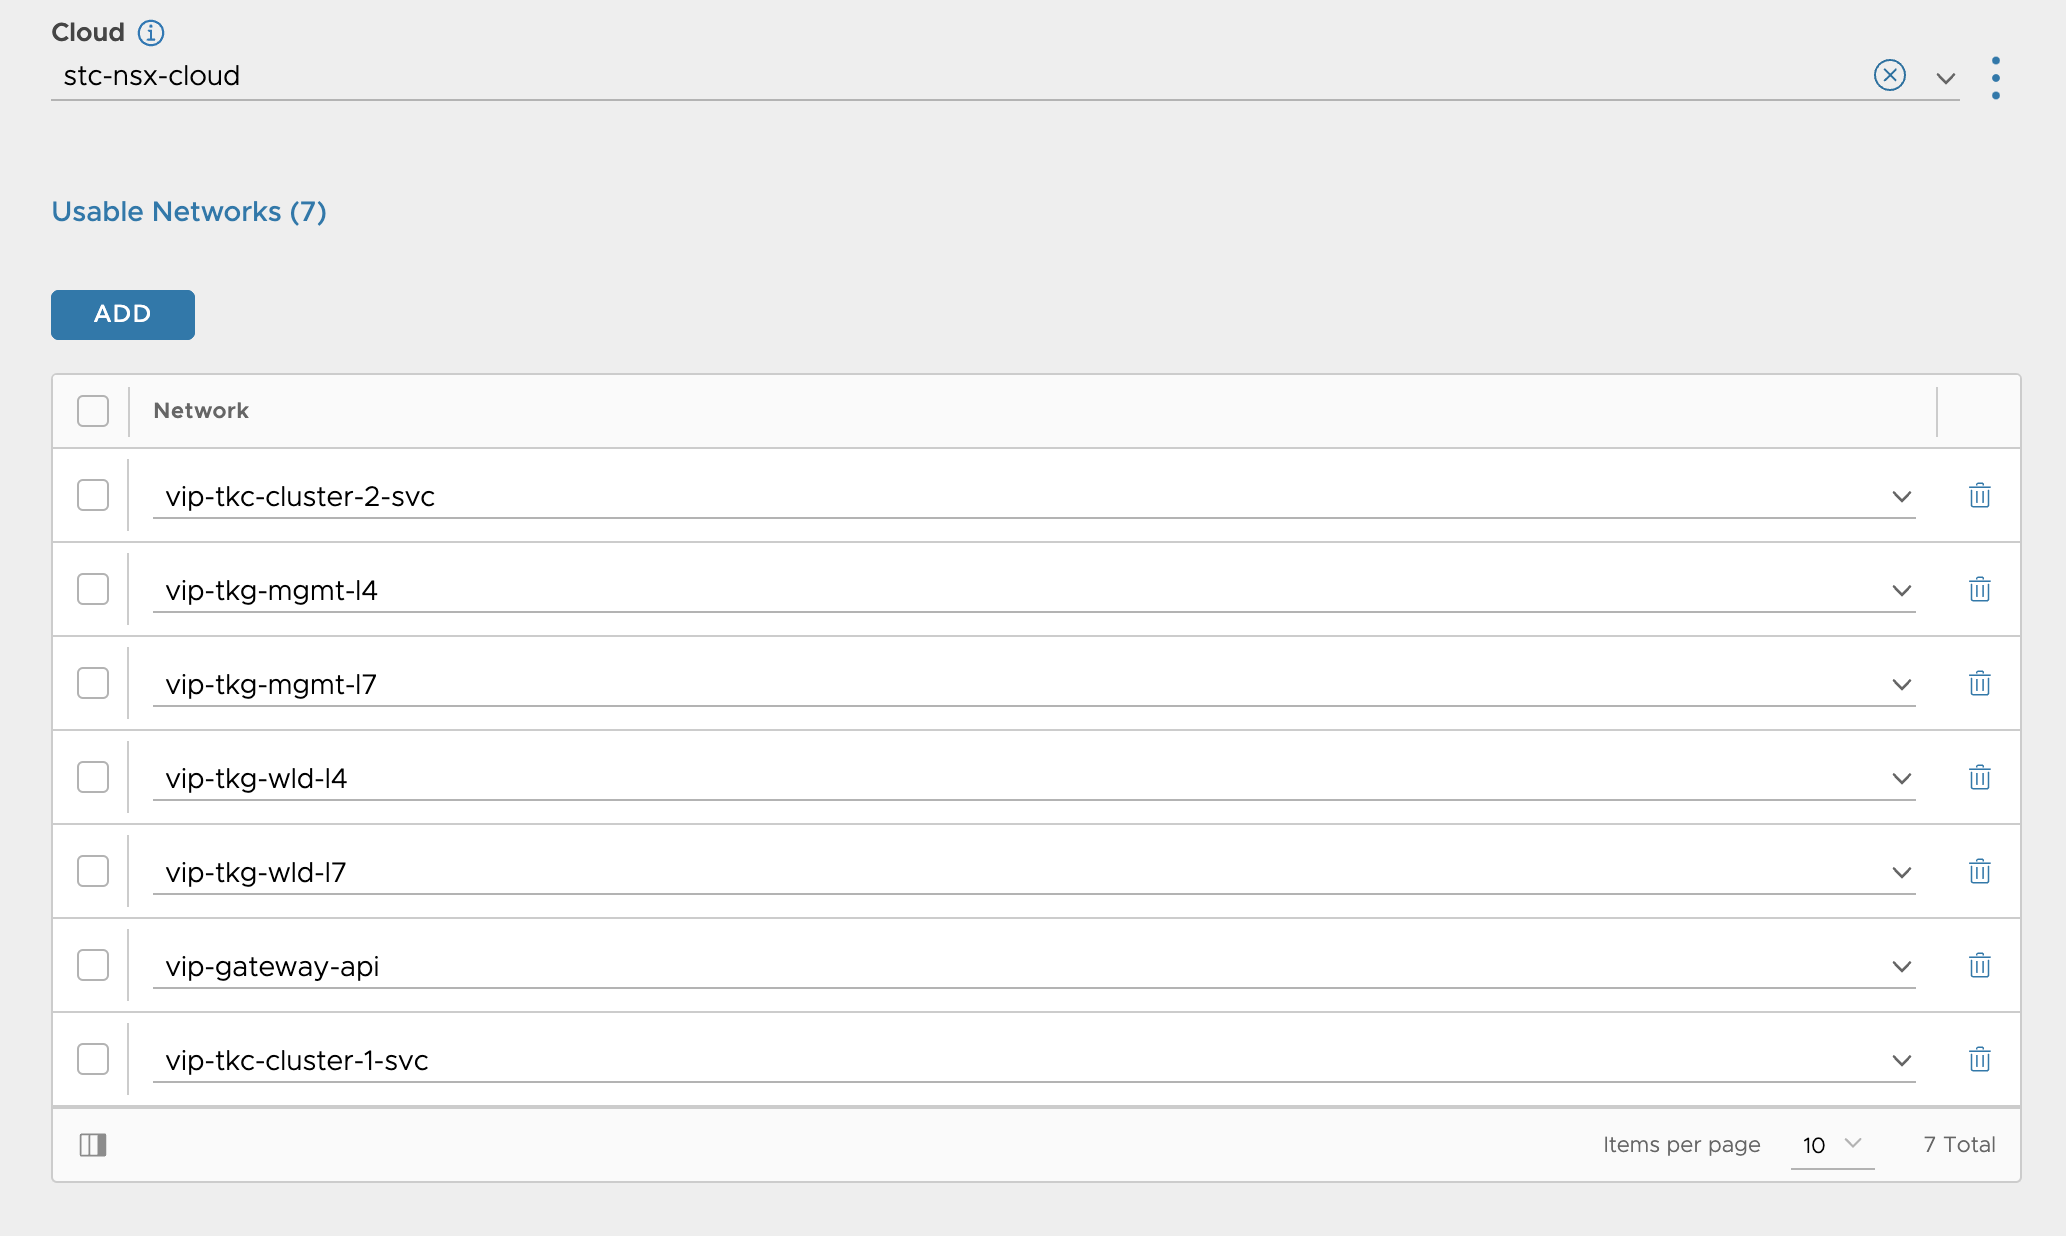 Cloud
stc-nsx-cloud
Usable Networks (7)
ADD
Network
vip-tkc-cluster-2-svc
vip-tkg-mgmt-l4
vip-tkg-mgmt-l7
vip-tkg-wld-l4
vip-tkg-wld-l7
vip-gateway-api
vip-tkc-cluster-1-svc
Items per page 10 7 Total